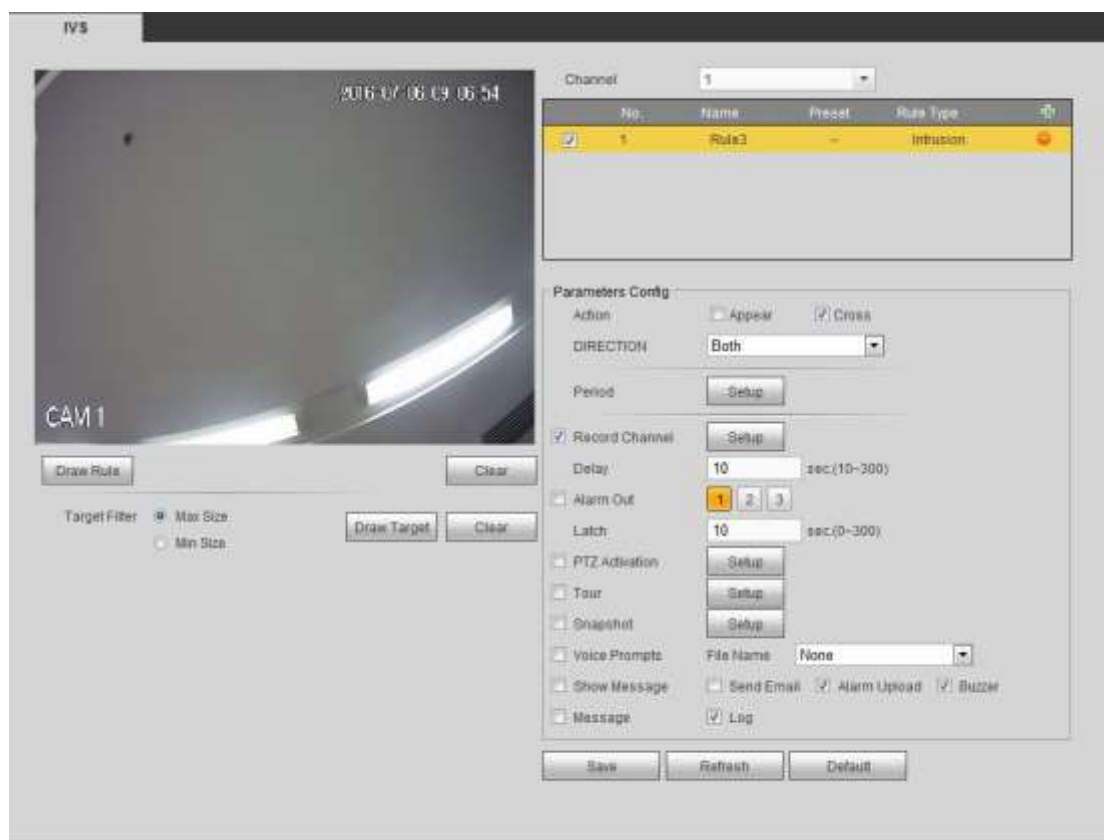 IVS
2016-07-06 09:06:54
CAM 1
Draw Rule Clear
Target Filter Max Size
Min Size
Draw Target Clear
Channel 1
No. Name Preset Rule Type
1 Rule3 - Intrusion
Parameters Config
Action Appear Cross
DIRECTION Both
Period Setup
Record Channel Setup
Delay 10 sec.(10~300)
Alarm Out 1 2 3
Latch 10 sec.(0~300)
PTZ Activation Setup
Tour Setup
Snapshot Setup
Voice Prompts File Name None
Show Message Send Email Alarm Upload Buzzer
Message Log
Save Refresh Default